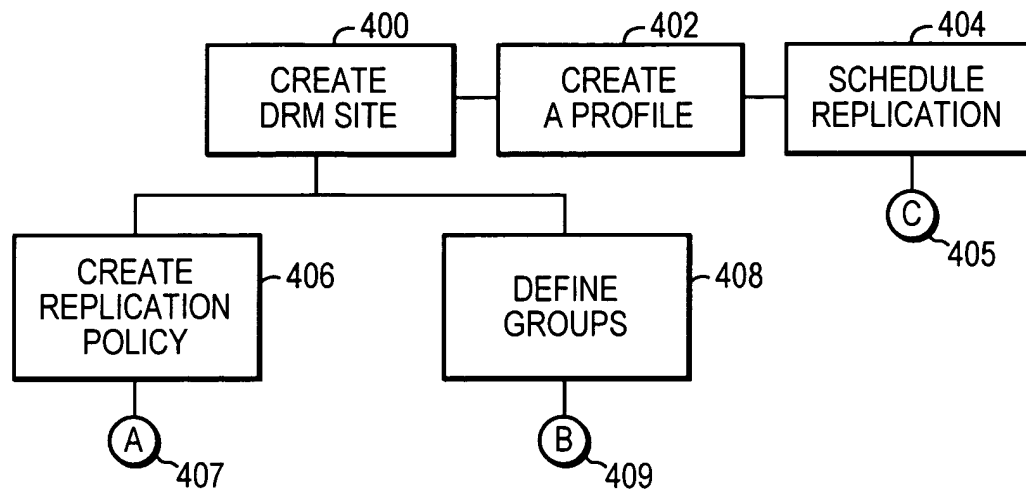 400
402
404
CREATE
DRM SITE
CREATE
A PROFILE
SCHEDULE
REPLICATION
C
405
CREATE
REPLICATION
POLICY
406
DEFINE
GROUPS
408
A
407
B
409